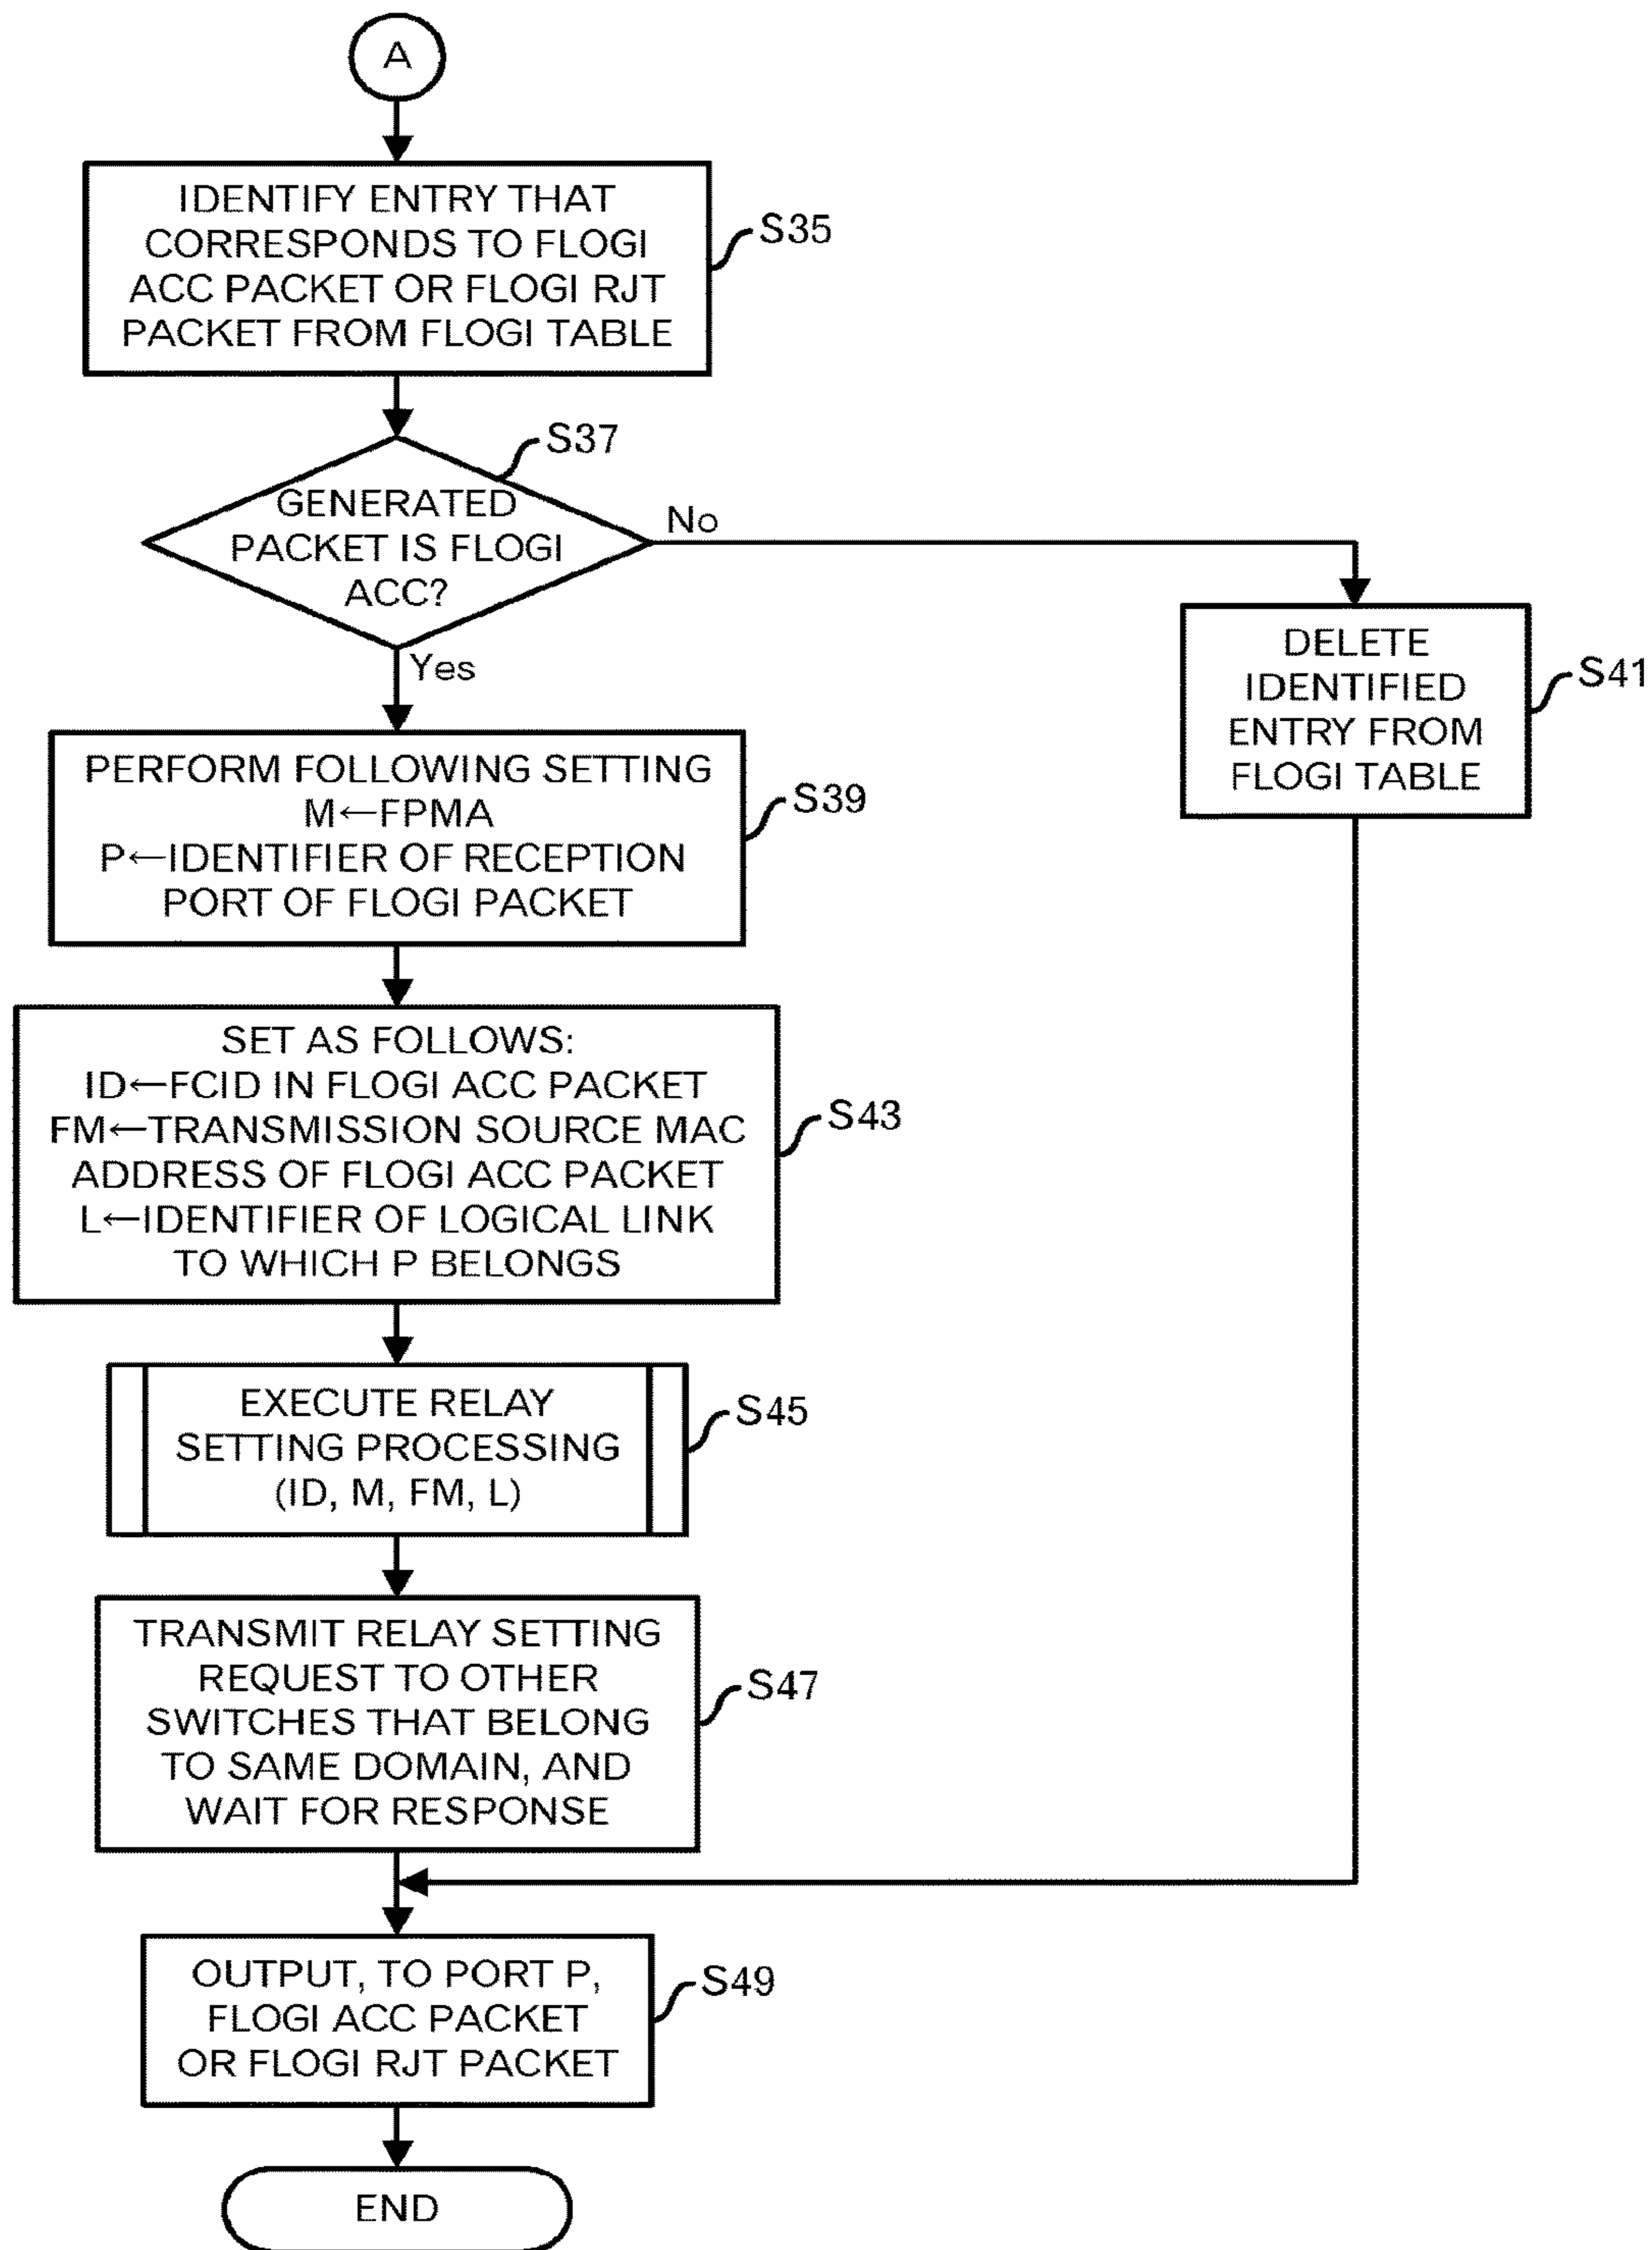 A
IDENTIFY ENTRY THAT
CORRESPONDS TO FLOGI
ACC PACKET OR FLOGI RJT
PACKET FROM FLOGI TABLE
S35
S37
GENERATED
PACKET IS FLOGI
ACC?
No
Yes
DELETE
IDENTIFIED
ENTRY FROM
FLOGI TABLE
S41
PERFORM FOLLOWING SETTING
M←FPMA
P←IDENTIFIER OF RECEPTION
PORT OF FLOGI PACKET
S39
SET AS FOLLOWS:
ID←FCID IN FLOGI ACC PACKET
FM←TRANSMISSION SOURCE MAC
ADDRESS OF FLOGI ACC PACKET
L←IDENTIFIER OF LOGICAL LINK
TO WHICH P BELONGS
S43
EXECUTE RELAY
SETTING PROCESSING
(ID, M, FM, L)
S45
TRANSMIT RELAY SETTING
REQUEST TO OTHER
SWITCHES THAT BELONG
TO SAME DOMAIN, AND
WAIT FOR RESPONSE
S47
OUTPUT, TO PORT P,
FLOGI ACC PACKET
OR FLOGI RJT PACKET
S49
END